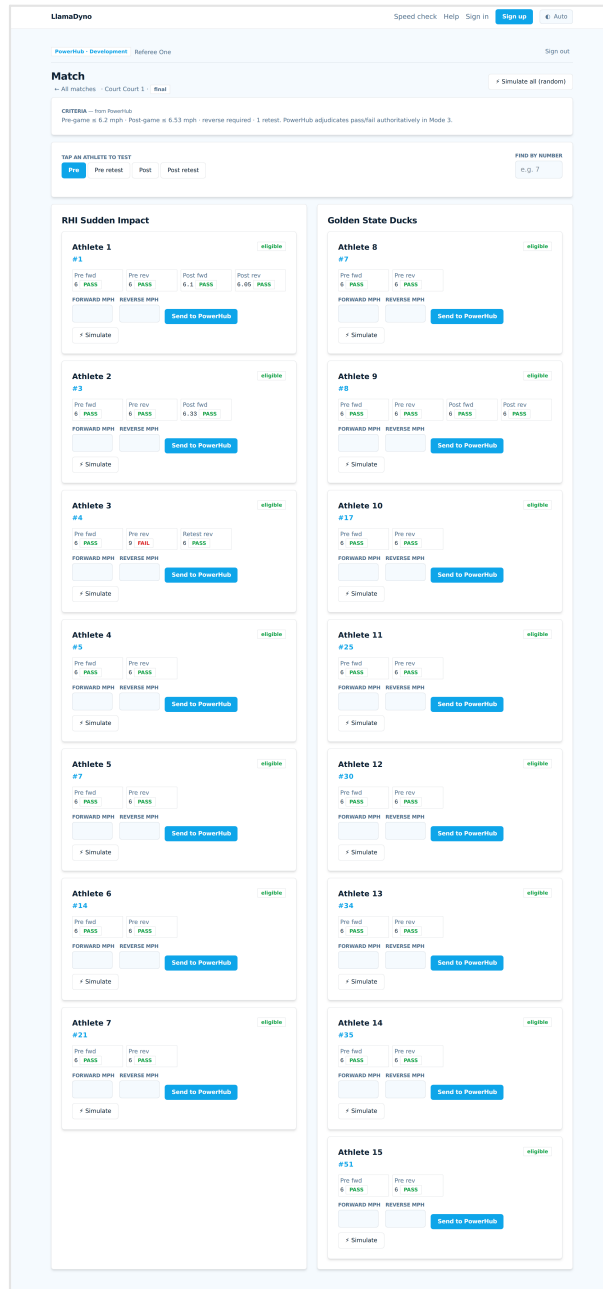 LlamaDyno
Speed check Help Sign in Sign up ◐ Auto
PowerHub · Development Referee One Sign out
Match
← All matches · Court Court 1 · final
⚡ Simulate all (random)
CRITERIA — from PowerHub
Pre-game ≤ 6.2 mph · Post-game ≤ 6.53 mph · reverse required · 1 retest. PowerHub adjudicates pass/fail authoritatively in Mode 3.
TAP AN ATHLETE TO TEST
Pre Pre retest Post Post retest
FIND BY NUMBER
e.g. 7
RHI Sudden Impact
Athlete 1 eligible
#1
Pre fwd Pre rev Post fwd Post rev
6 PASS 6 PASS 6.1 PASS 6.05 PASS
FORWARD MPH REVERSE MPH
Send to PowerHub
⚡ Simulate
Athlete 2 eligible
#3
Pre fwd Pre rev Post fwd
6 PASS 6 PASS 6.33 PASS
FORWARD MPH REVERSE MPH
Send to PowerHub
⚡ Simulate
Athlete 3 eligible
#4
Pre fwd Pre rev Retest rev
6 PASS 9 FAIL 6 PASS
FORWARD MPH REVERSE MPH
Send to PowerHub
⚡ Simulate
Athlete 4 eligible
#5
Pre fwd Pre rev
6 PASS 6 PASS
FORWARD MPH REVERSE MPH
Send to PowerHub
⚡ Simulate
Athlete 5 eligible
#7
Pre fwd Pre rev
6 PASS 6 PASS
FORWARD MPH REVERSE MPH
Send to PowerHub
⚡ Simulate
Athlete 6 eligible
#14
Pre fwd Pre rev
6 PASS 6 PASS
FORWARD MPH REVERSE MPH
Send to PowerHub
⚡ Simulate
Athlete 7 eligible
#21
Pre fwd Pre rev
6 PASS 6 PASS
FORWARD MPH REVERSE MPH
Send to PowerHub
⚡ Simulate
Golden State Ducks
Athlete 8 eligible
#7
Pre fwd Pre rev
6 PASS 6 PASS
FORWARD MPH REVERSE MPH
Send to PowerHub
⚡ Simulate
Athlete 9 eligible
#8
Pre fwd Pre rev Post fwd Post rev
6 PASS 6 PASS 6 PASS 6 PASS
FORWARD MPH REVERSE MPH
Send to PowerHub
⚡ Simulate
Athlete 10 eligible
#17
Pre fwd Pre rev
6 PASS 6 PASS
FORWARD MPH REVERSE MPH
Send to PowerHub
⚡ Simulate
Athlete 11 eligible
#25
Pre fwd Pre rev
6 PASS 6 PASS
FORWARD MPH REVERSE MPH
Send to PowerHub
⚡ Simulate
Athlete 12 eligible
#30
Pre fwd Pre rev
6 PASS 6 PASS
FORWARD MPH REVERSE MPH
Send to PowerHub
⚡ Simulate
Athlete 13 eligible
#34
Pre fwd Pre rev
6 PASS 6 PASS
FORWARD MPH REVERSE MPH
Send to PowerHub
⚡ Simulate
Athlete 14 eligible
#35
Pre fwd Pre rev
6 PASS 6 PASS
FORWARD MPH REVERSE MPH
Send to PowerHub
⚡ Simulate
Athlete 15 eligible
#51
Pre fwd Pre rev
6 PASS 6 PASS
FORWARD MPH REVERSE MPH
Send to PowerHub
⚡ Simulate